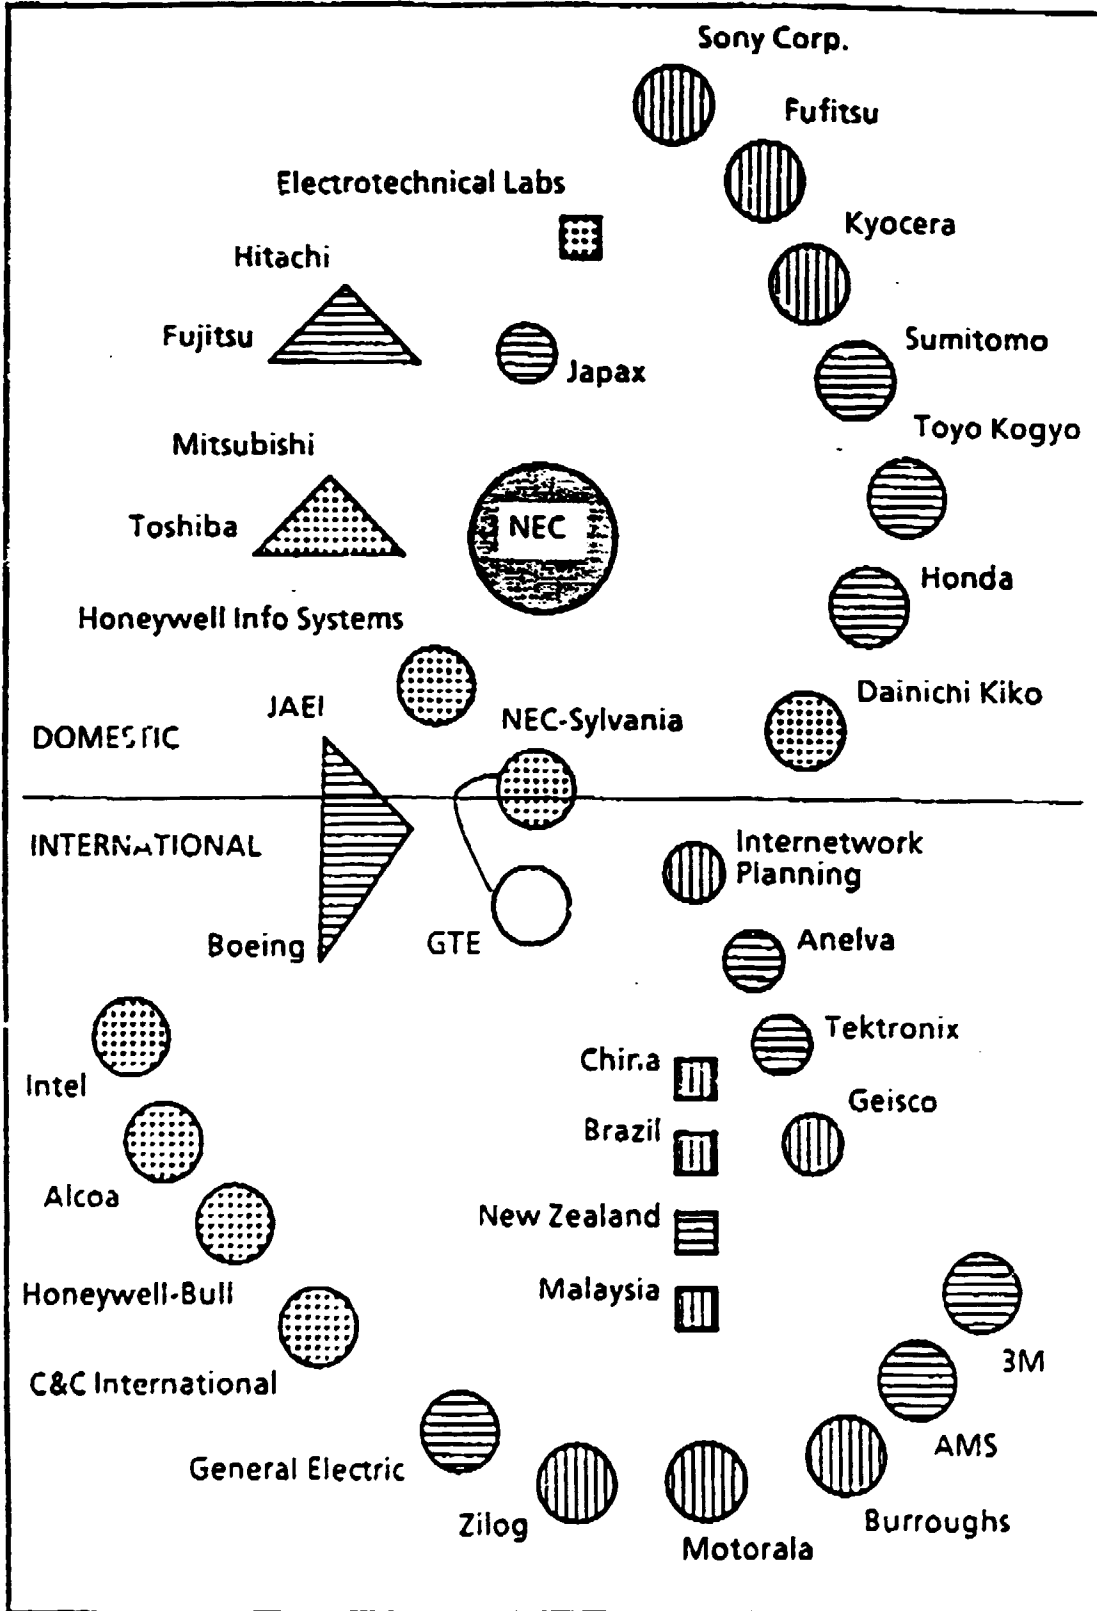 Sony Corp.
Fufitsu
Electrotechnical Labs
Kyocera
Hitachi
Fujitsu
Sumitomo
Japax
Toyo Kogyo
Mitsubishi
Toshiba
NEC
Honda
Honeywell Info Systems
Dainichi Kiko
JAEI
NEC-Sylvania
DOMESTIC
INTERNATIONAL
Internetwork
Planning
Boeing
GTE
Anelva
Tektronix
China
Intel
Geisco
Brazil
Alcoa
New Zealand
Honeywell-Bull
Malaysia
3M
C&C International
AMS
General Electric
Zilog
Burroughs
Motorala